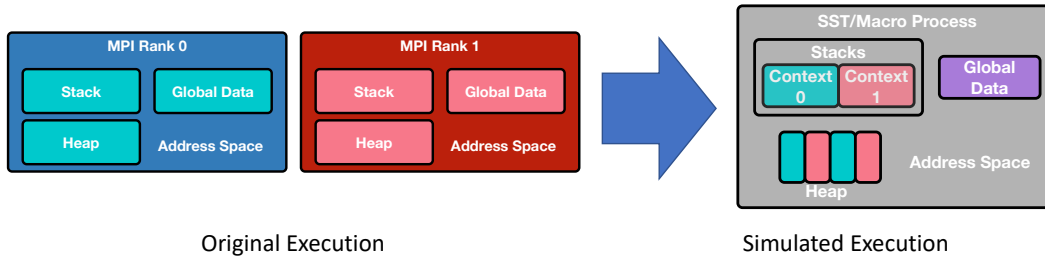 MPI Rank 0
Stack
Global Data
Heap
Address Space
MPI Rank 1
Stack
Global Data
Heap
Address Space
Original Execution
SST/Macro Process
Stacks
Context
0
Context
1
Global
Data
Heap
Address Space
Simulated Execution